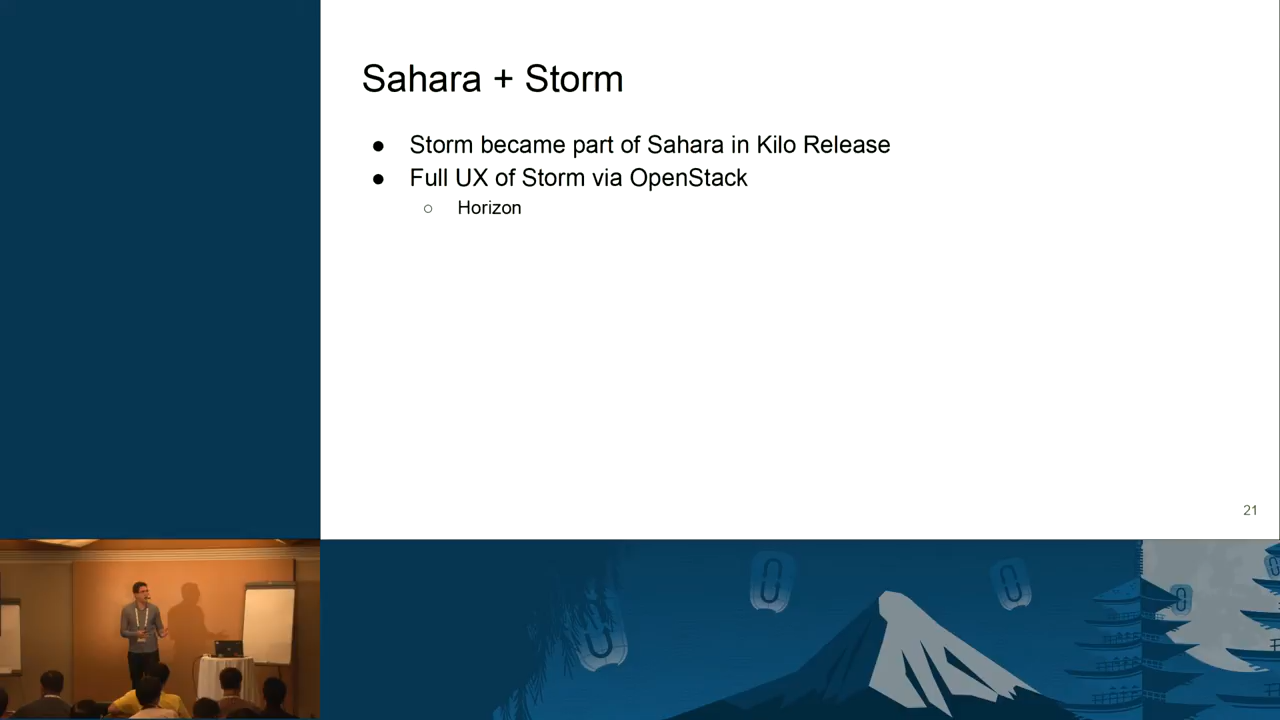 Sahara + Storm
● Storm became part of Sahara in Kilo Release
● Full UX of Storm via OpenStack
○ Horizon
21